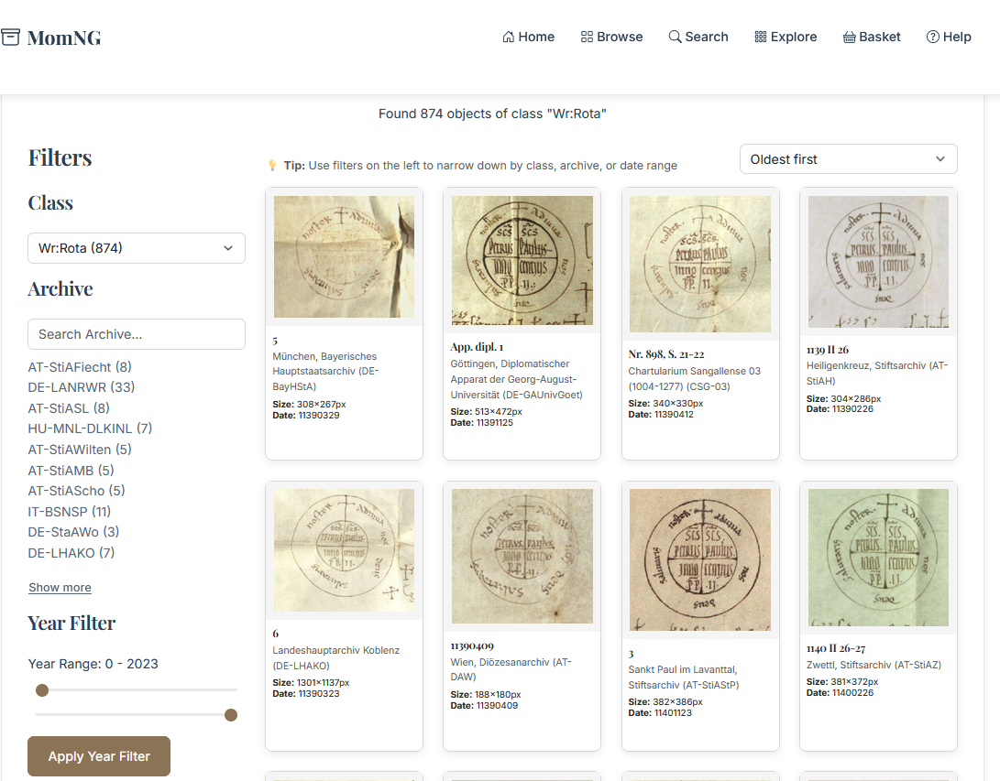 MomNG
Home Browse Search Explore Basket Help
Found 874 objects of class "Wr:Rota"
Filters
Class
Wr:Rota (874)
Archive
Search Archive...
AT-StiAFiecht (8)
DE-LANRWR (33)
AT-StiASL (8)
HU-MNL-DLKINL (7)
AT-StiAWilten (5)
AT-StiAMB (5)
AT-StiAScho (5)
IT-BSNSP (11)
DE-StaAWo (3)
DE-LHAKO (7)
Show more
Year Filter
Year Range: 0 - 2023
Apply Year Filter
Tip: Use filters on the left to narrow down by class, archive, or date range
Oldest first
5
München, Bayerisches
Hauptstaatsarchiv (DE-
BayHStA)
Size: 308×267px
Date: 11390329
scs scs
PETRUS PAULUS
INNO CENTIUS
.PP. .II.
App. dipl. 1
Göttingen, Diplomatischer
Apparat der Georg-August-
Universität (DE-GAUnivGoet)
Size: 513×472px
Date: 11391125
Nr. 898, S. 21-22
Chartularium Sangallense 03
(1004-1277) (CSG-03)
Size: 340×330px
Date: 11390412
1139 II 26
Heiligenkreuz, Stiftsarchiv (AT-
StiAH)
Size: 304×286px
Date: 11390226
6
Landeshauptarchiv Koblenz
(DE-LHAKO)
Size: 1301×1137px
Date: 11390323
11390409
Wien, Diözesanarchiv (AT-
DAW)
Size: 188×180px
Date: 11390409
3
Sankt Paul im Lavanttal,
Stiftsarchiv (AT-StiAStP)
Size: 382×386px
Date: 11401123
1140 II 26-27
Zwettl, Stiftsarchiv (AT-StiAZ)
Size: 381×372px
Date: 11400226